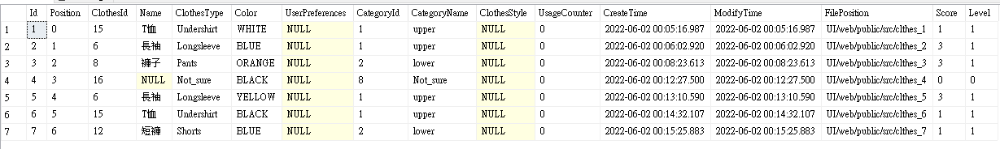 Id Position ClothesId Name ClothesType Color UserPreferences CategoryId CategoryName ClothesStyle UsageCounter CreateTime ModifyTime FilePosition Score Level
1 1 0 15 T恤 Undershirt WHITE NULL 1 upper NULL 0 2022-06-02 00:05:16.987 2022-06-02 00:05:16.987 UI/web/public/src/clthes_1 1 1
2 2 1 6 長袖 Longsleeve BLUE NULL 1 upper NULL 0 2022-06-02 00:06:02.920 2022-06-02 00:06:02.920 UI/web/public/src/clthes_2 3 1
3 3 2 8 褲子 Pants ORANGE NULL 2 lower NULL 0 2022-06-02 00:08:23.613 2022-06-02 00:08:23.613 UI/web/public/src/clthes_3 3 1
4 4 3 16 NULL Not_sure BLACK NULL 8 Not_sure NULL 0 2022-06-02 00:12:27.500 2022-06-02 00:12:27.500 UI/web/public/src/clthes_4 0 0
5 5 4 6 長袖 Longsleeve YELLOW NULL 1 upper NULL 0 2022-06-02 00:13:10.590 2022-06-02 00:13:10.590 UI/web/public/src/clthes_5 3 1
6 6 5 15 T恤 Undershirt BLACK NULL 1 upper NULL 0 2022-06-02 00:14:32.107 2022-06-02 00:14:32.107 UI/web/public/src/clthes_6 1 1
7 7 6 12 短褲 Shorts BLUE NULL 2 lower NULL 0 2022-06-02 00:15:25.883 2022-06-02 00:15:25.883 UI/web/public/src/clthes_7 1 1